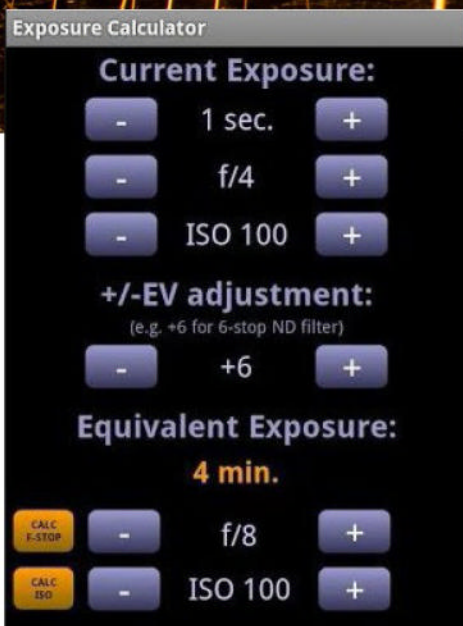 Exposure Calculator
Current Exposure:
- 1 sec. +
- f/4 +
- ISO 100 +
+/-EV adjustment:
(e.g. +6 for 6-stop ND filter)
- +6 +
Equivalent Exposure:
4 min.
CALC
F-STOP
- f/8 +
CALC
ISO
- ISO 100 +